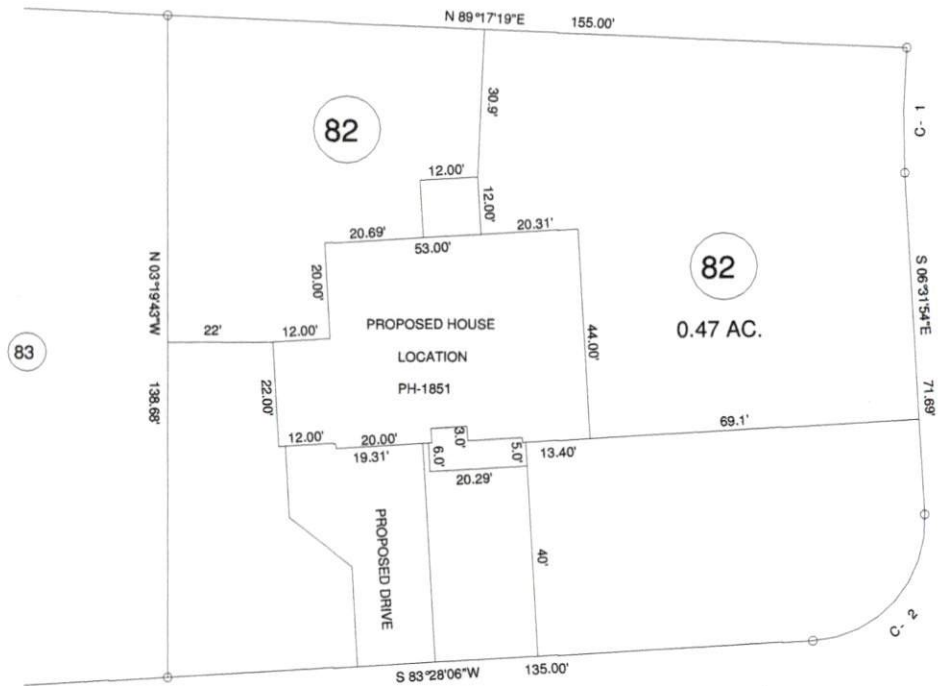 N 89°17'19"E 155.00'
C - 1
82
30.9'
12.00'
12.00'
20.69'
53.00'
20.31'
N 03°19'43"W
138.68'
20.00'
82
0.47 AC.
S 06°31'54"E
71.69'
83
22'
12.00'
PROPOSED HOUSE
LOCATION
PH-1851
44.00'
22.00'
12.00'
20.00'
19.31'
6.0'
3.0'
5.0'
13.40'
69.1'
20.29'
PROPOSED DRIVE
40'
C- 2
S 83°28'06"W 135.00'